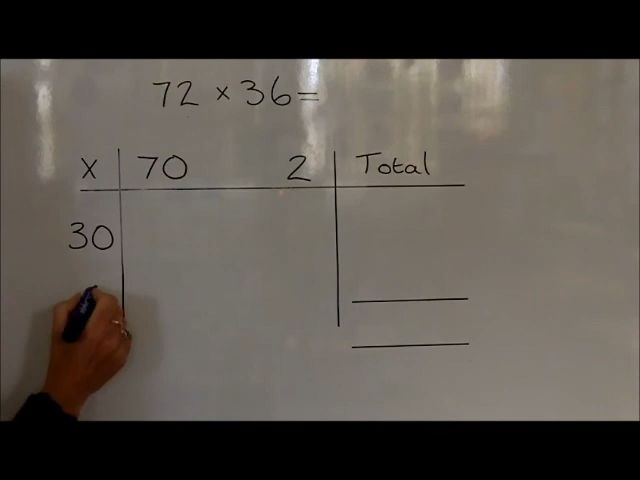 72 × 36 =
× 70 2 Total
30